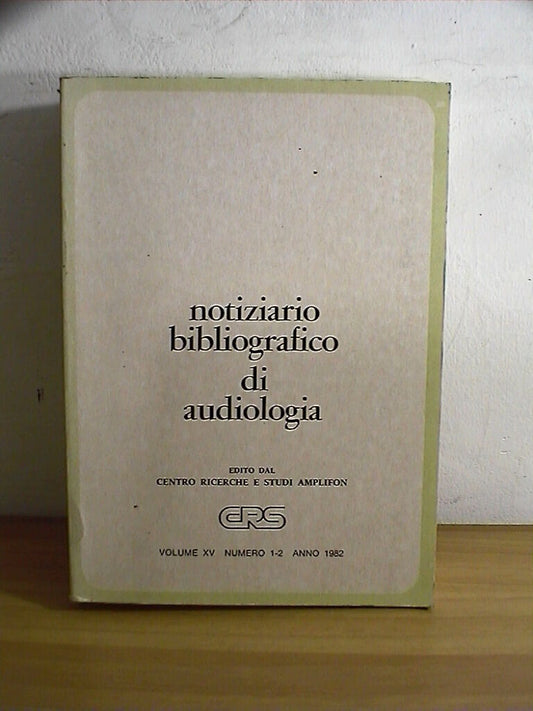 notiziario
bibliografico
di
audiologia
EDITO DAL
CENTRO RICERCHE E STUDI AMPLIFON
CRS
VOLUME XV NUMERO 1-2 ANNO 1982